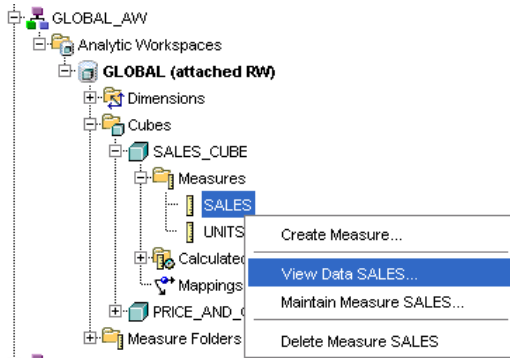 GLOBAL_AW
Analytic Workspaces
GLOBAL (attached RW)
Dimensions
Cubes
SALES_CUBE
Measures
SALES
UNITS
Create Measure...
Calculated
View Data SALES...
Mappings
Maintain Measure SALES...
PRICE_AND_
Measure Folders
Delete Measure SALES